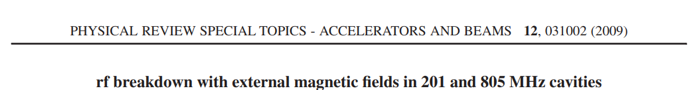 PHYSICAL REVIEW SPECIAL TOPICS - ACCELERATORS AND BEAMS 12, 031002 (2009)
rf breakdown with external magnetic fields in 201 and 805 MHz cavities